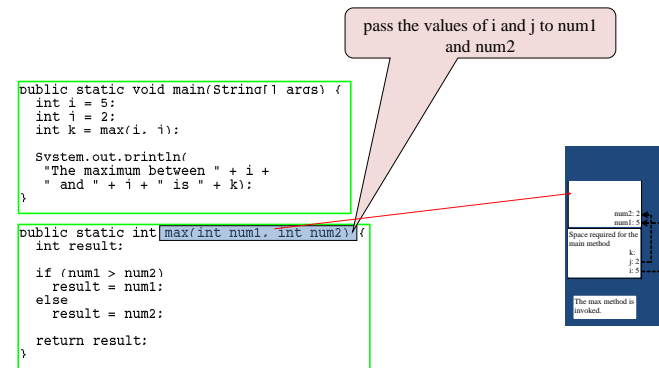 pass the values of i and j to num1
and num2
public static void main(String[] args) {
int i = 5;
int j = 2;
int k = max(i, j);
System.out.println(
"The maximum between " + i +
" and " + j + " is " + k);
}
public static int max(int num1, int num2) {
int result;
if (num1 > num2)
result = num1;
else
result = num2;
return result;
}
num2: 2
num1: 5
Space required for the
main method
k:
j: 2
i: 5
The max method is
invoked.